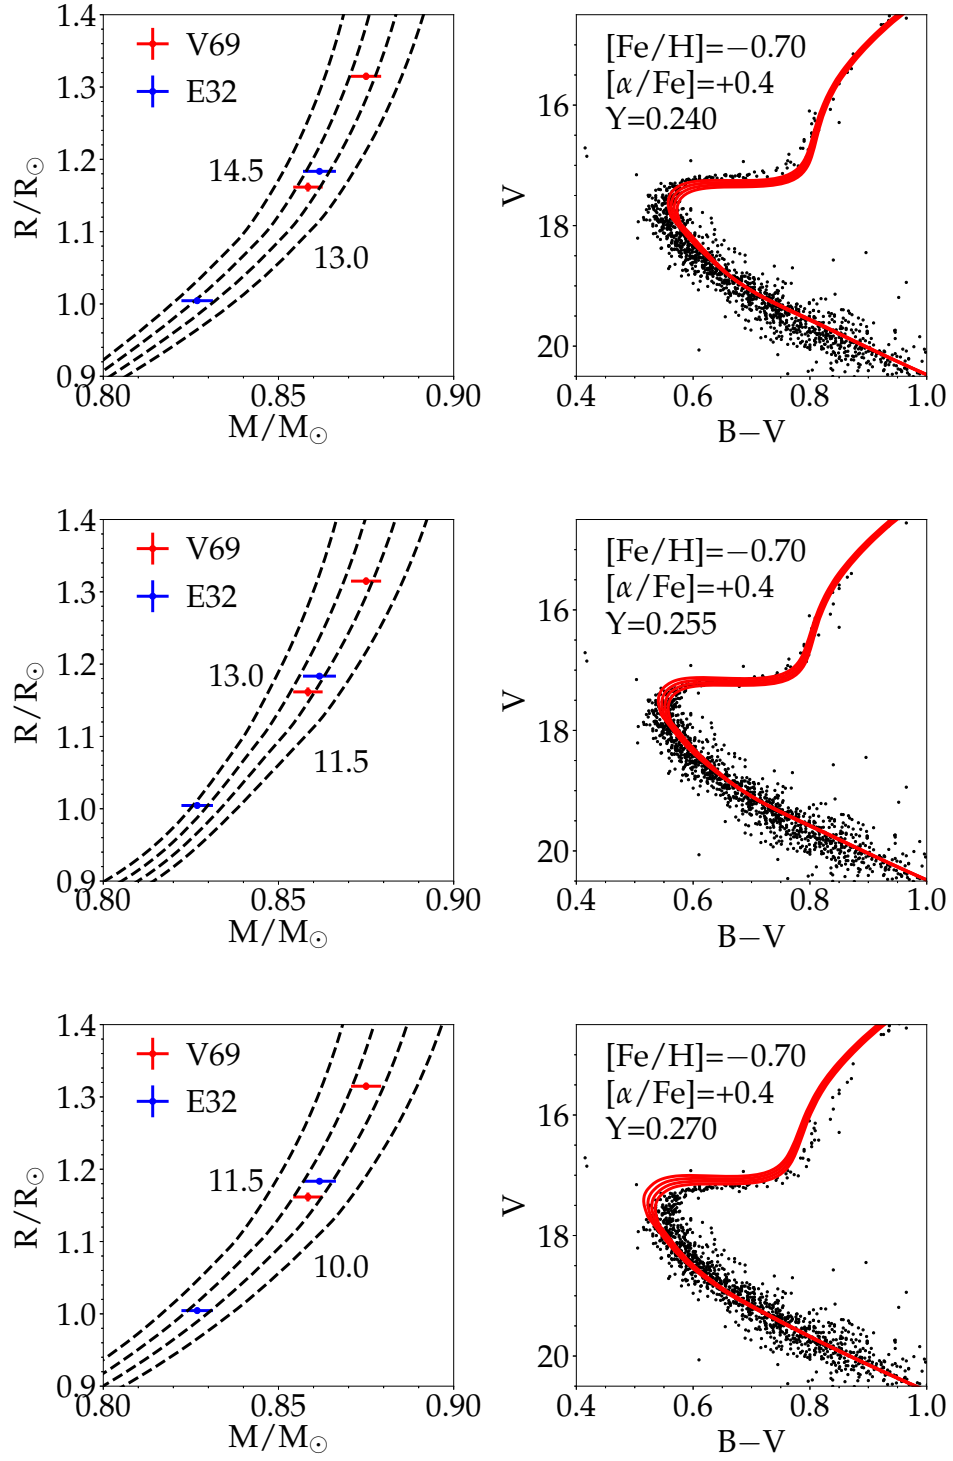 1.4
1.3
1.2
1.1
1.0
0.9
R/R☉
V69
E32
14.5
13.0
0.80
0.85
0.90
M/M☉
16
18
20
V
[Fe/H]=−0.70
[α/Fe]=+0.4
Y=0.240
0.4
0.6
0.8
1.0
B−V
1.4
1.3
1.2
1.1
1.0
0.9
R/R☉
V69
E32
13.0
11.5
0.80
0.85
0.90
M/M☉
16
18
20
V
[Fe/H]=−0.70
[α/Fe]=+0.4
Y=0.255
0.4
0.6
0.8
1.0
B−V
1.4
1.3
1.2
1.1
1.0
0.9
R/R☉
V69
E32
11.5
10.0
0.80
0.85
0.90
M/M☉
16
18
20
V
[Fe/H]=−0.70
[α/Fe]=+0.4
Y=0.270
0.4
0.6
0.8
1.0
B−V